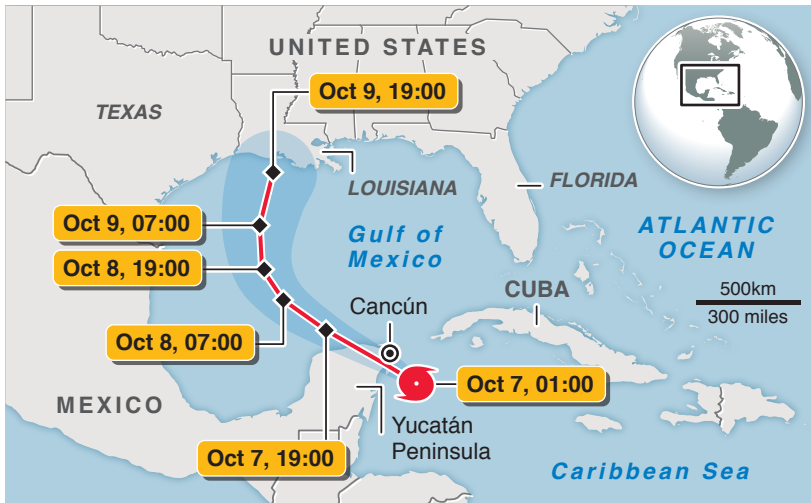 UNITED STATES
Oct 9, 19:00
TEXAS
LOUISIANA
FLORIDA
Oct 9, 07:00
Gulf of
Mexico
ATLANTIC
OCEAN
Oct 8, 19:00
CUBA
500km
300 miles
Cancún
Oct 8, 07:00
Oct 7, 01:00
MEXICO
Yucatán
Peninsula
Oct 7, 19:00
Caribbean Sea